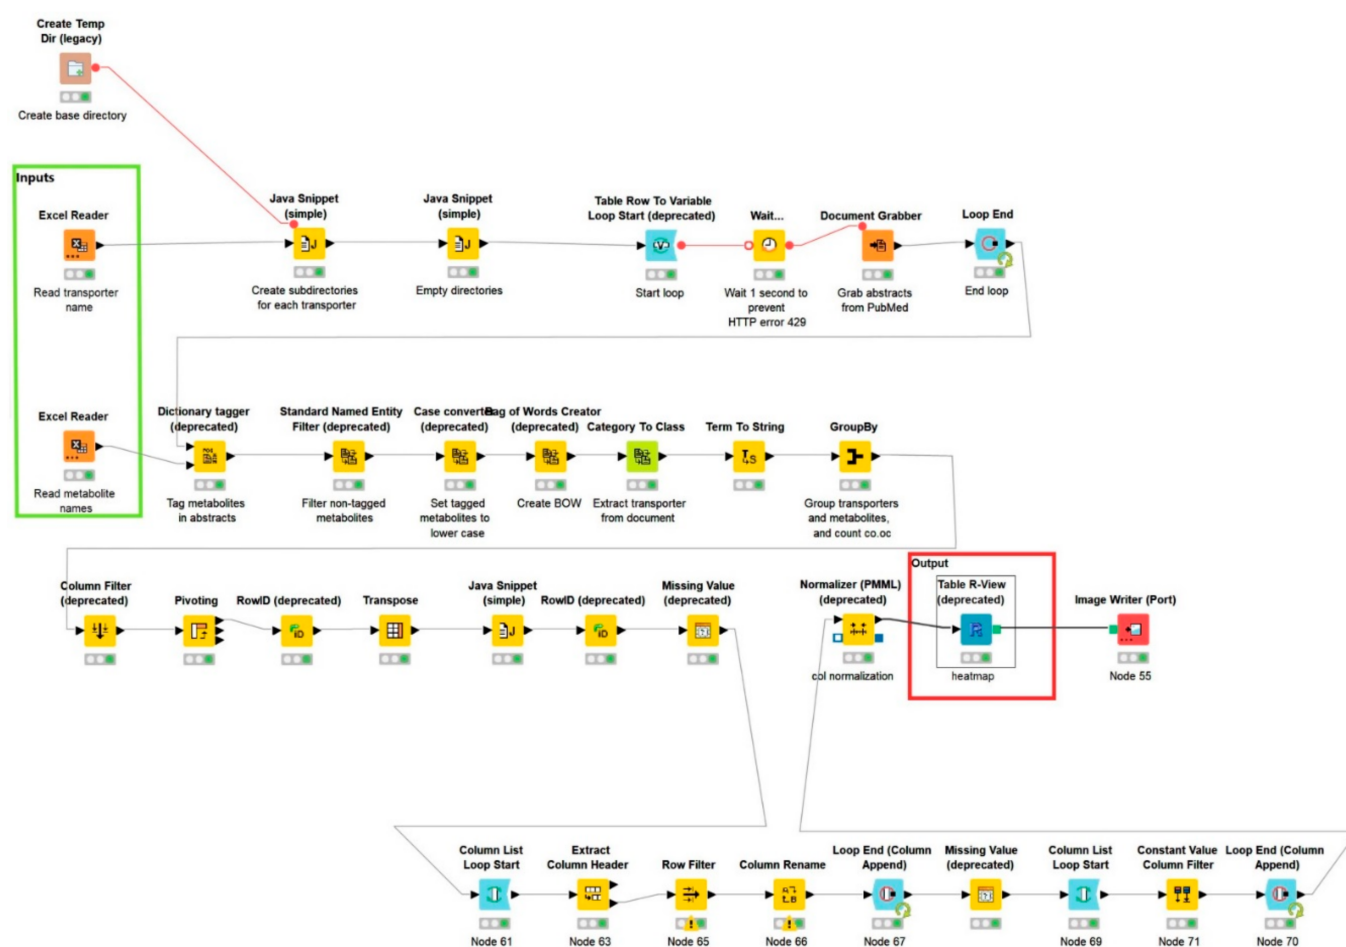 Create Temp
Dir (legacy)
Create base directory
Inputs
Excel Reader
Read transporter
name
Java Snippet
(simple)
Create subdirectories
for each transporter
Java Snippet
(simple)
Empty directories
Table Row To Variable
Loop Start (deprecated)
Start loop
Wait...
Wait 1 second to
prevent
HTTP error 429
Document Grabber
Grab abstracts
from PubMed
Loop End
End loop
Excel Reader
Read metabolite
names
Dictionary tagger
(deprecated)
Tag metabolites
in abstracts
Standard Named Entity
Filter (deprecated)
Filter non-tagged
metabolites
Case converter
(deprecated)
Set tagged
metabolites to
lower case
Bag of Words Creator
(deprecated)
Create BOW
Category To Class
Extract transporter
from document
Term To String
GroupBy
Group transporters
and metabolites,
and count co.oc
Column Filter
(deprecated)
Pivoting
RowID (deprecated)
Transpose
Java Snippet
(simple)
RowID (deprecated)
Missing Value
(deprecated)
Normalizer (PMML)
(deprecated)
col normalization
Output
Table R-View
(deprecated)
heatmap
Image Writer (Port)
Node 55
Column List
Loop Start
Node 61
Extract
Column Header
Node 63
Row Filter
Node 65
Column Rename
Node 66
Loop End (Column
Append)
Node 67
Missing Value
(deprecated)
Column List
Loop Start
Node 69
Constant Value
Column Filter
Node 71
Loop End (Column
Append)
Node 70